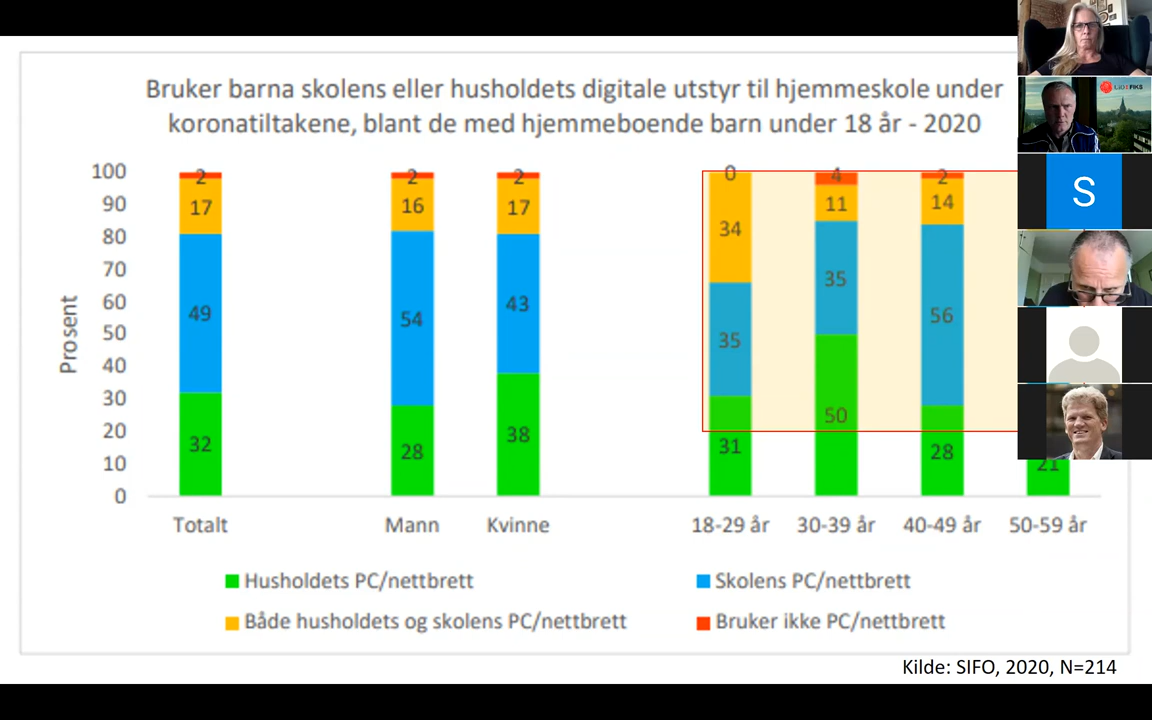 Bruker barna skolens eller husholdets digitale utstyr til hjemmeskole under
koronatiltakene, blant de med hjemmeboende barn under 18 år - 2020
Prosent
100
90
80
70
60
50
40
30
20
10
0
2
17
49
32
2
16
54
28
2
17
43
38
0
34
35
31
4
11
35
50
2
14
56
28
21
Totalt
Mann
Kvinne
18-29 år
30-39 år
40-49 år
50-59 år
Husholdets PC/nettbrett
Skolens PC/nettbrett
Både husholdets og skolens PC/nettbrett
Bruker ikke PC/nettbrett
Kilde: SIFO, 2020, N=214
S